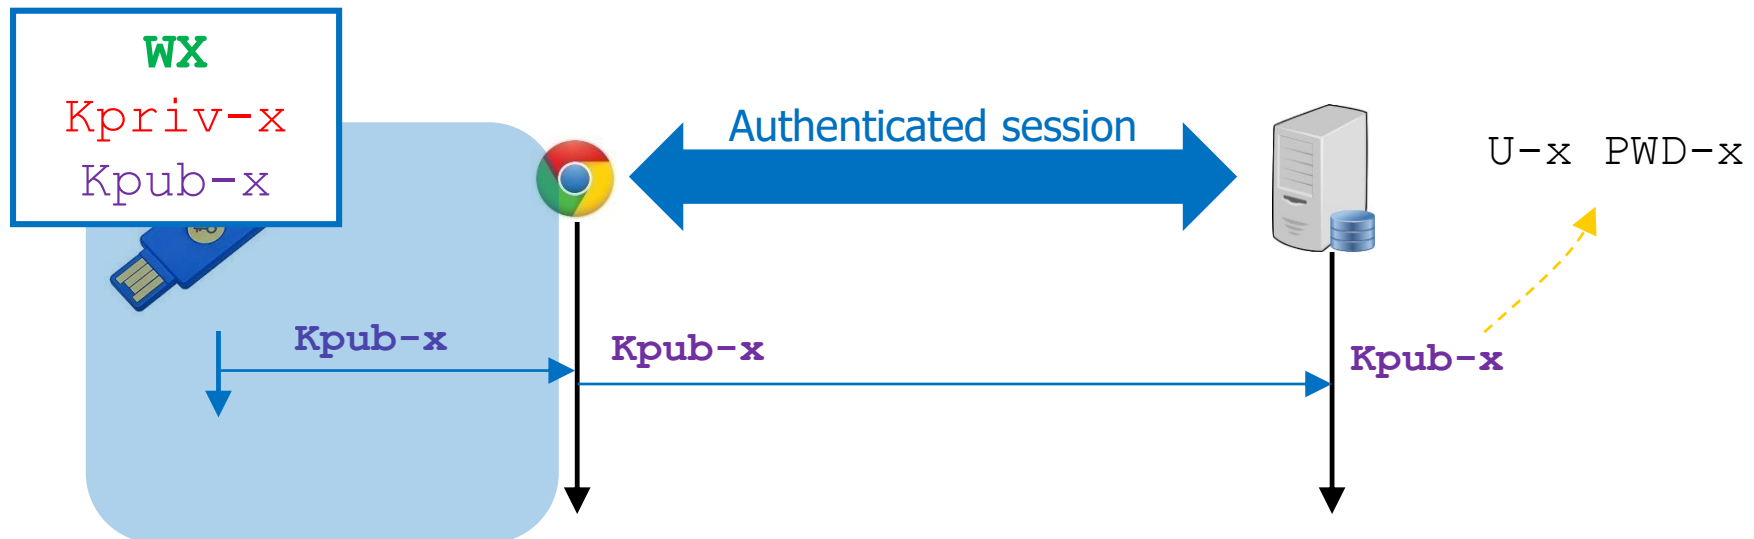 WX
Kpriv-x
Kpub-x
Authenticated session
U-x PWD-x
Kpub-x
Kpub-x
Kpub-x